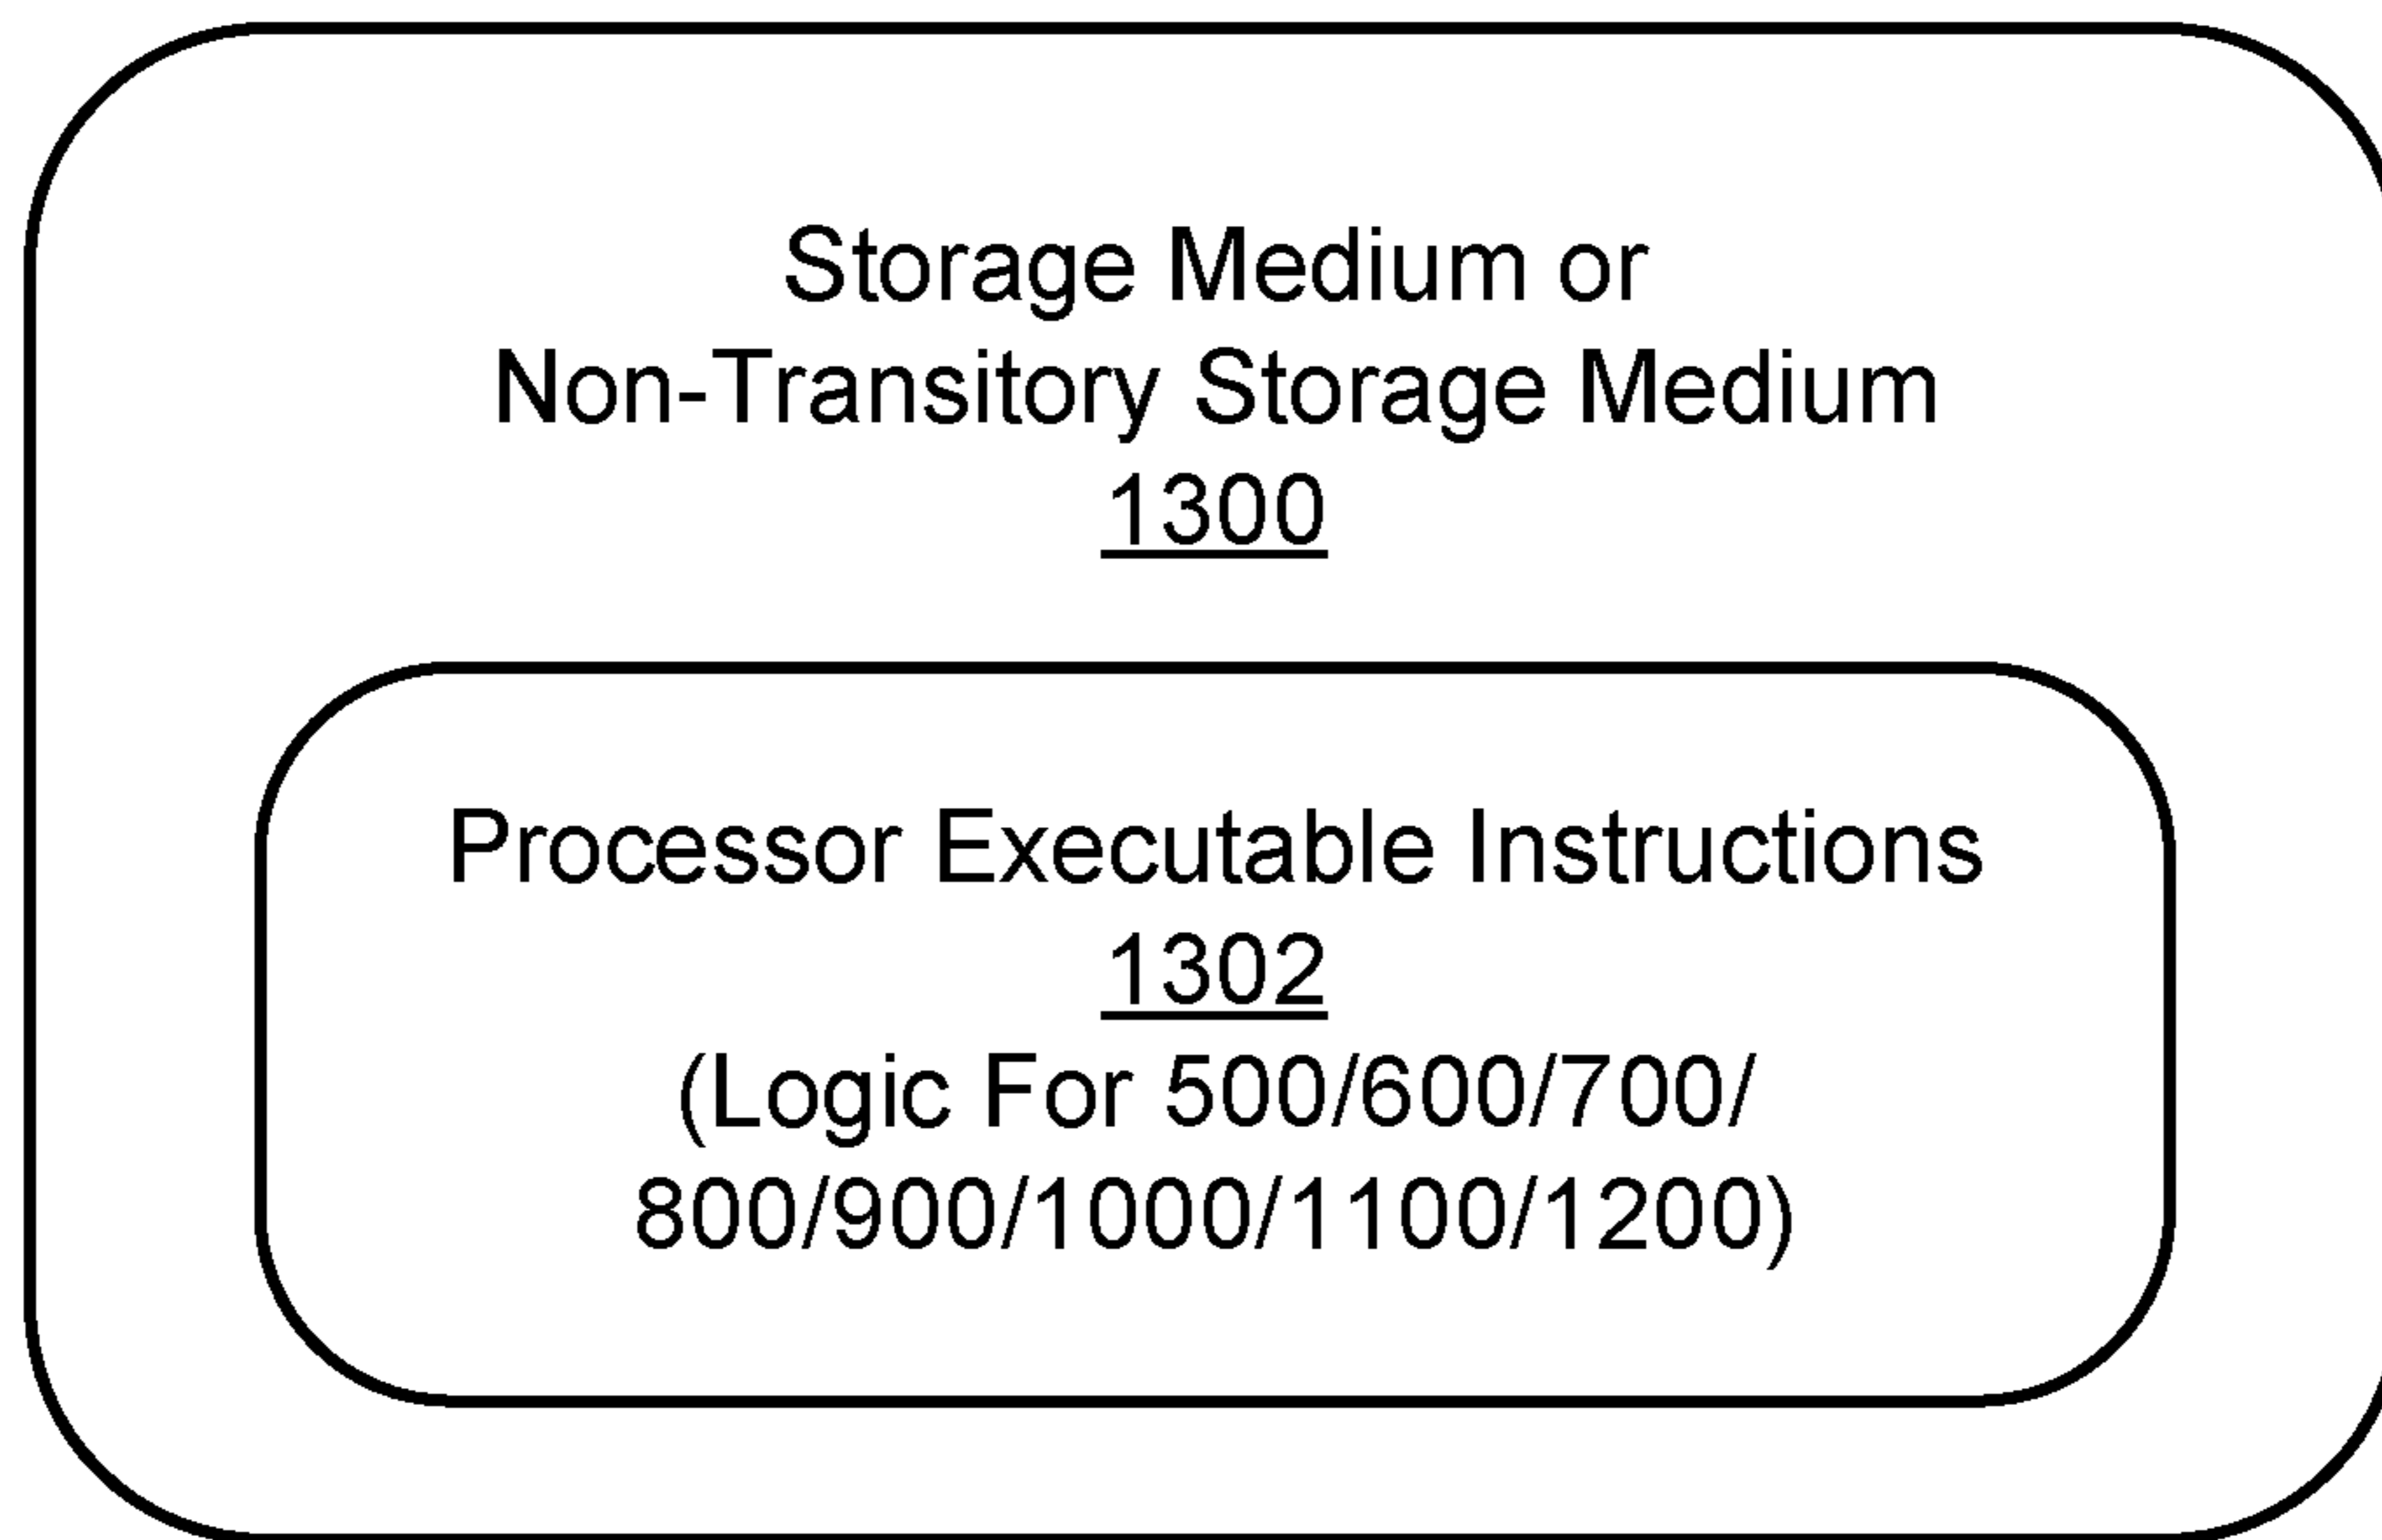 Storage Medium or
Non-Transitory Storage Medium
1300
Processor Executable Instructions
1302
(Logic For 500/600/700/
800/900/1000/1100/1200)